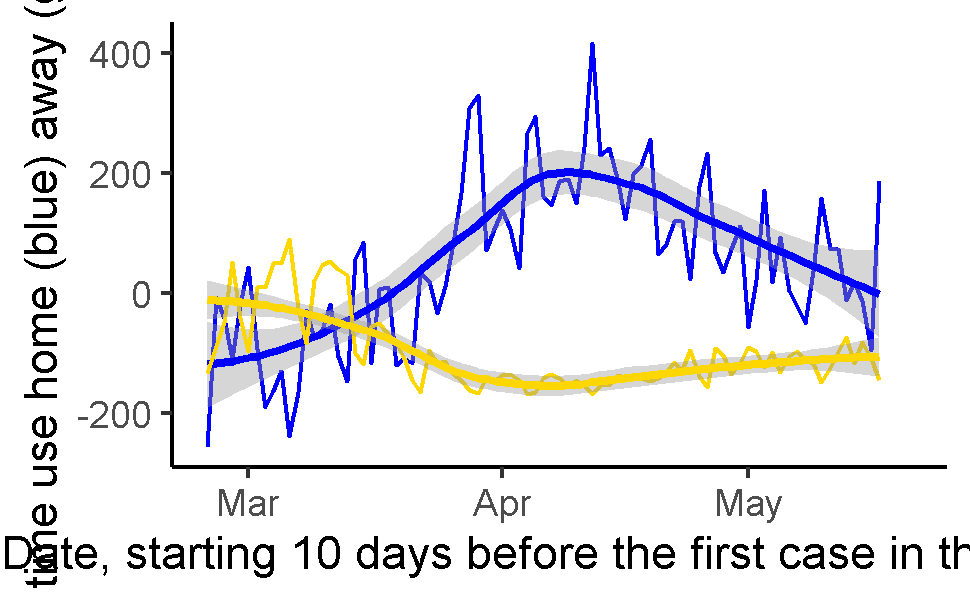 time use home (blue) away (
400
200
0
-200
Mar Apr May
Date, starting 10 days before the first case in th